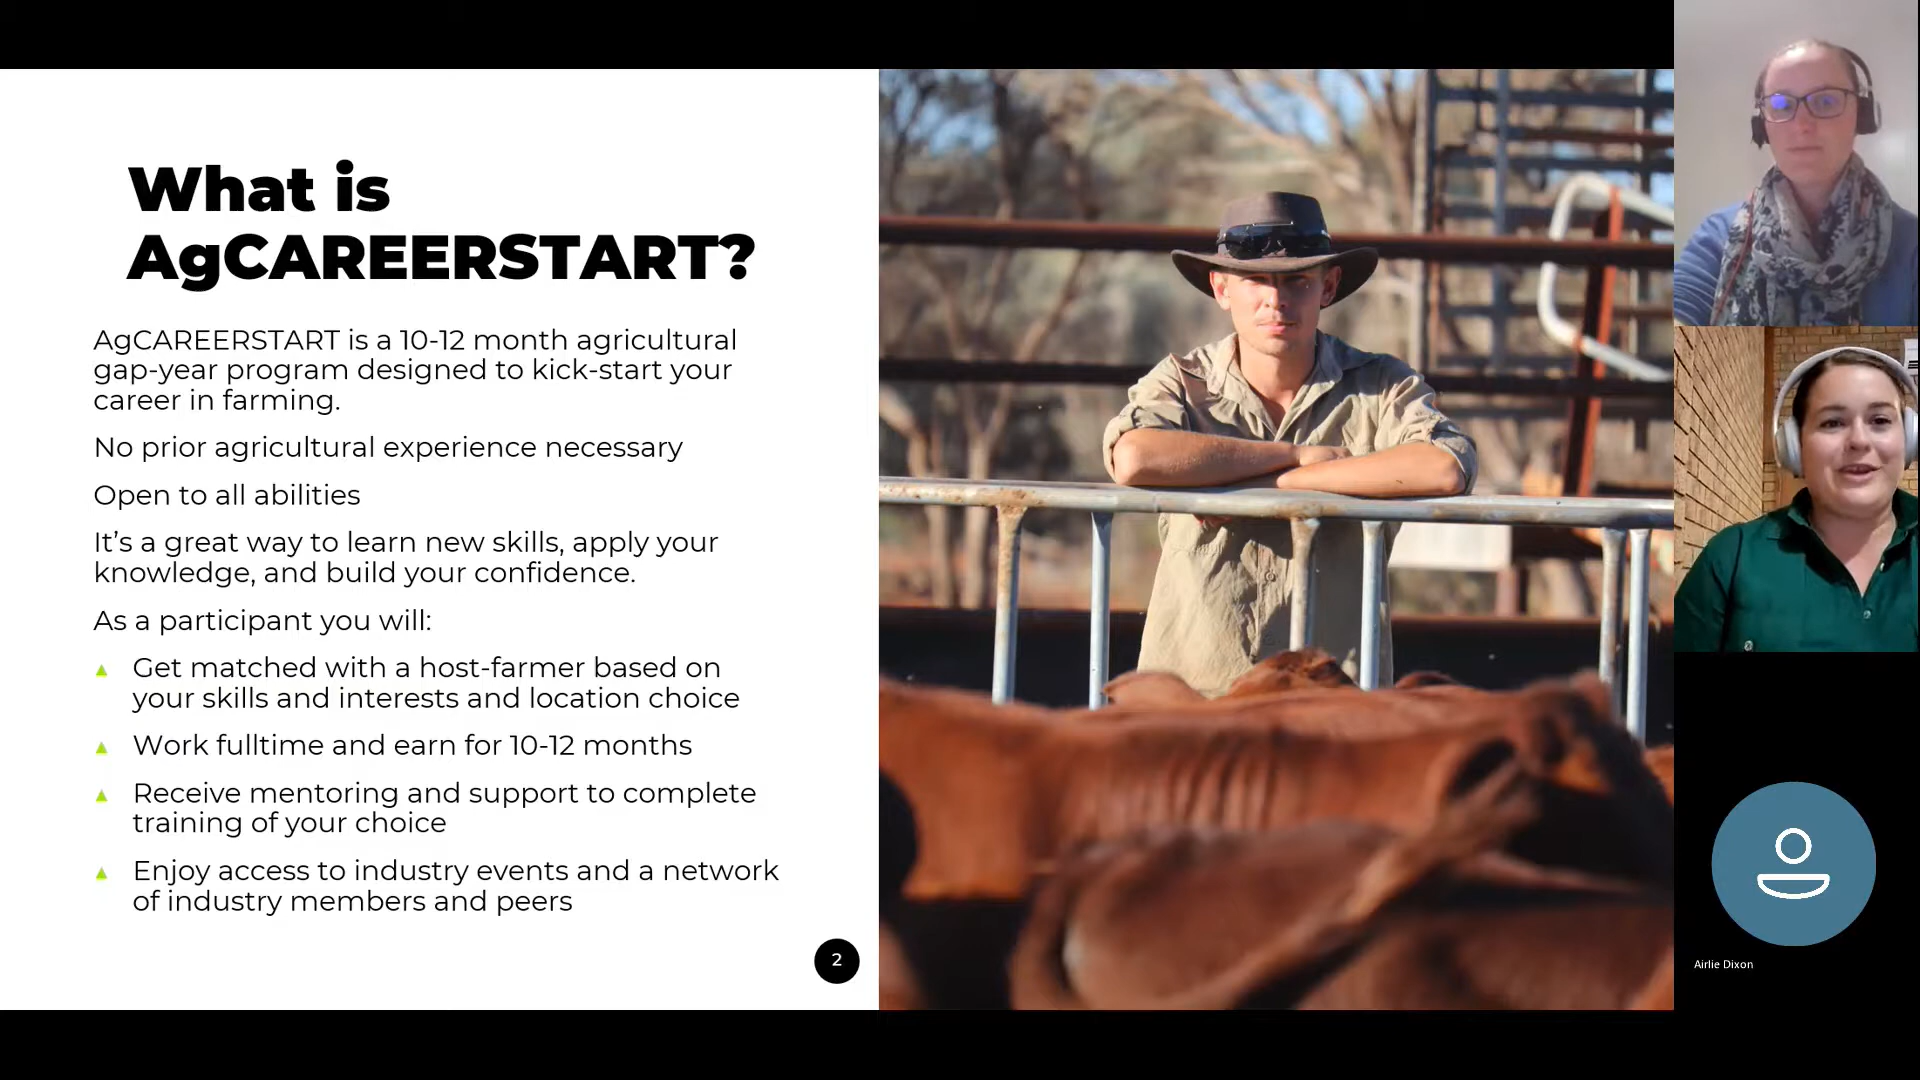 What is
AgCAREERSTART?
AgCAREERSTART is a 10-12 month agricultural
gap-year program designed to kick-start your
career in farming.
No prior agricultural experience necessary
Open to all abilities
It’s a great way to learn new skills, apply your
knowledge, and build your confidence.
As a participant you will:
Get matched with a host-farmer based on
your skills and interests and location choice
Work fulltime and earn for 10-12 months
Receive mentoring and support to complete
training of your choice
Enjoy access to industry events and a network
of industry members and peers
2
Airlie Dixon